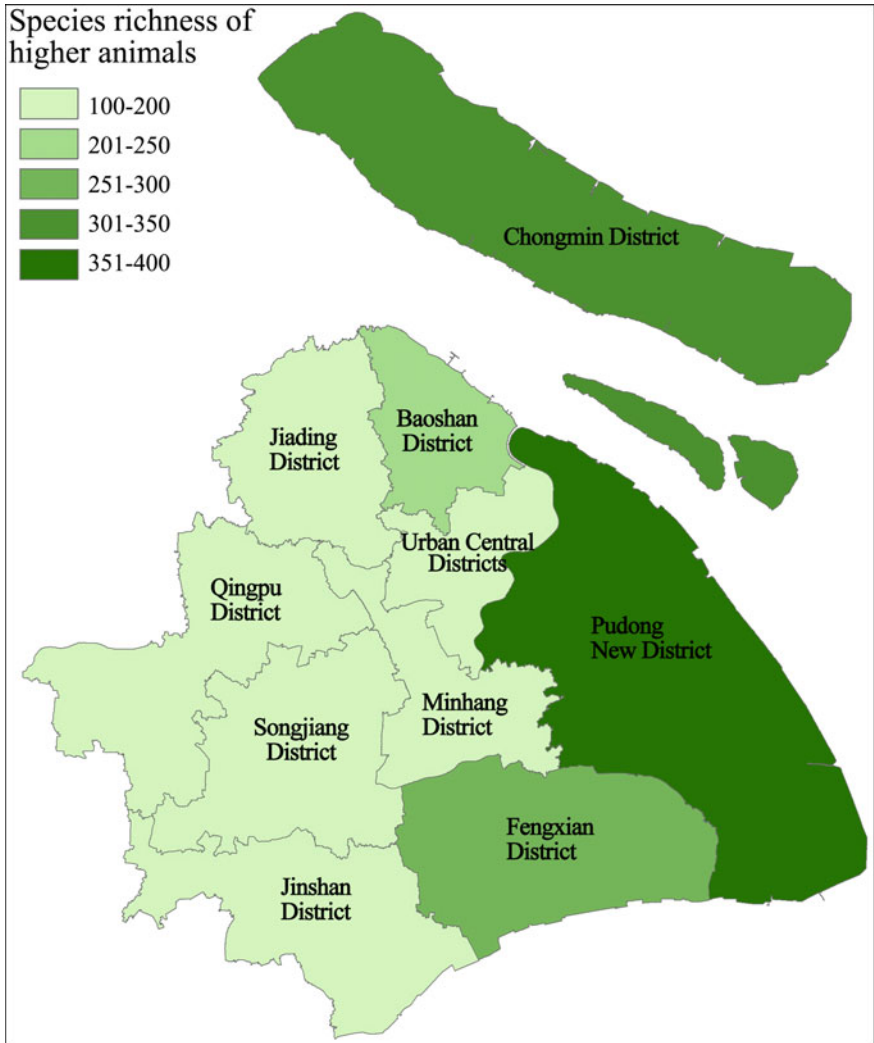 Species richness of
higher animals
100-200
201-250
251-300
301-350
351-400
Chongmin District
Baoshan
District
Jiading
District
Urban Central
Districts
Qingpu
District
Pudong
New District
Minhang
District
Songjiang
District
Fengxian
District
Jinshan
District